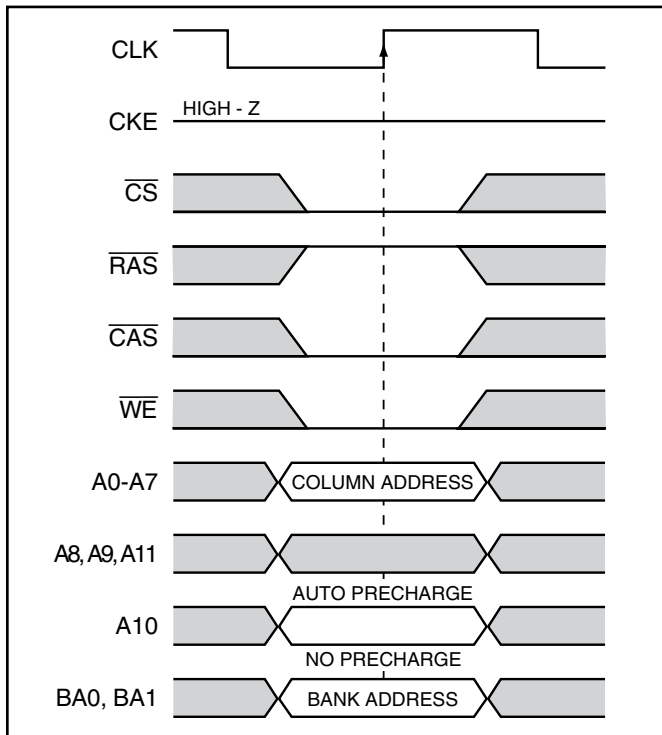 CLK
HIGH - Z
CKE
CS
RAS
CAS
WE
A0-A7 COLUMN ADDRESS
A8, A9, A11
AUTO PRECHARGE
A10
NO PRECHARGE
BA0, BA1 BANK ADDRESS